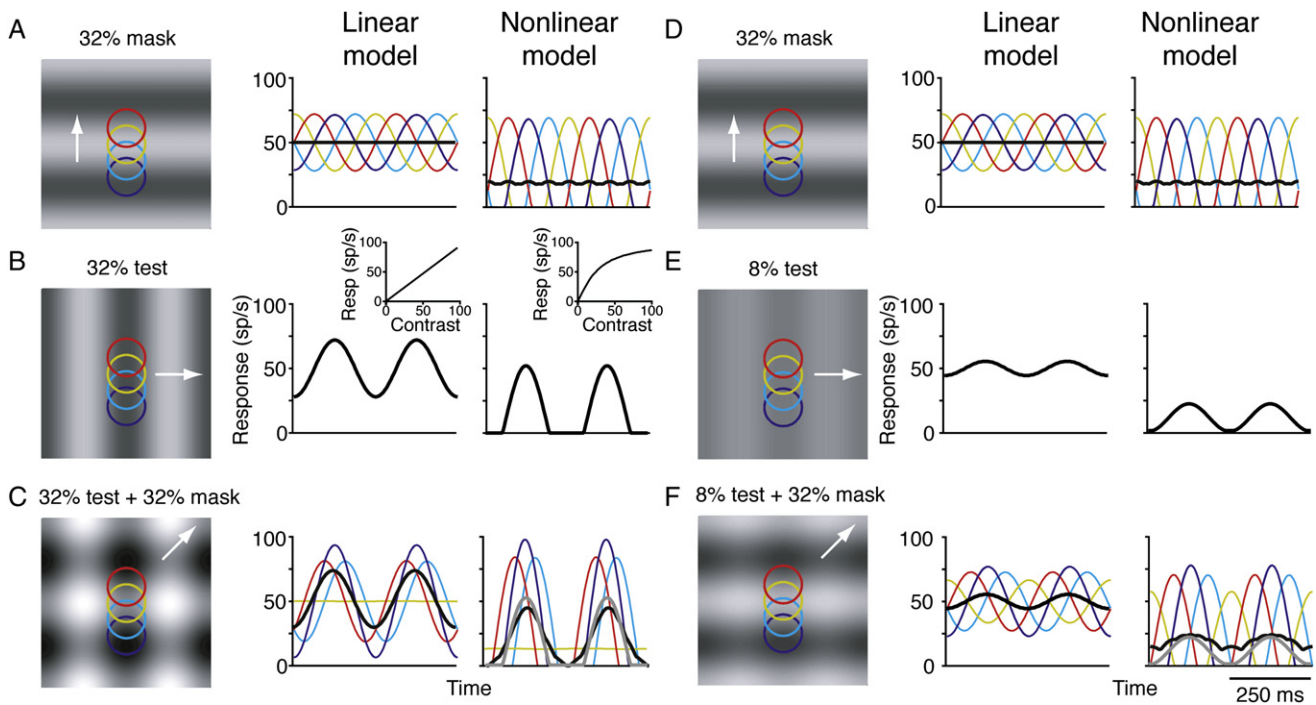 A
32% mask
Linear model
Nonlinear model
100
50
0
D
32% mask
Linear model
Nonlinear model
100
50
0
B
32% test
Response (sp/s)
100
50
0
Resp (sp/s)
100
50
0
0
50
100
Contrast
Resp (sp/s)
100
50
0
0
50
100
Contrast
E
8% test
Response (sp/s)
100
50
0
C
32% test + 32% mask
100
50
0
Time
F
8% test + 32% mask
100
50
0
Time
250 ms